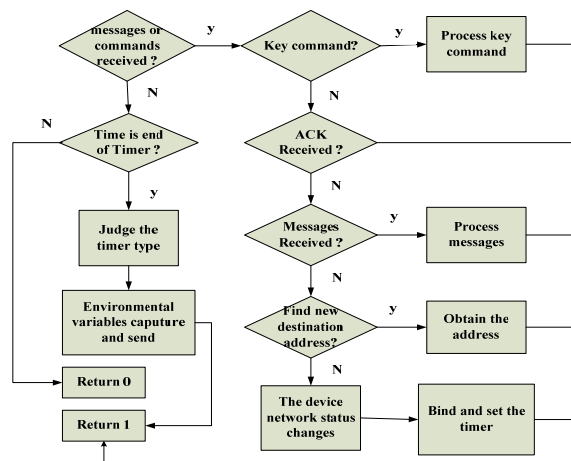 messages or
commands
received ?
y
Key command?
y
Process key
command
N
N
N
Time is end
of Timer ?
ACK
Received ?
y
N
Judge the
timer type
Messages
Received ?
y
Process
messages
N
Environmental
variables caputure
and send
Find new
destination
address?
y
Obtain the
address
N
Return 0
The device
network status
changes
Bind and set the
timer
Return 1